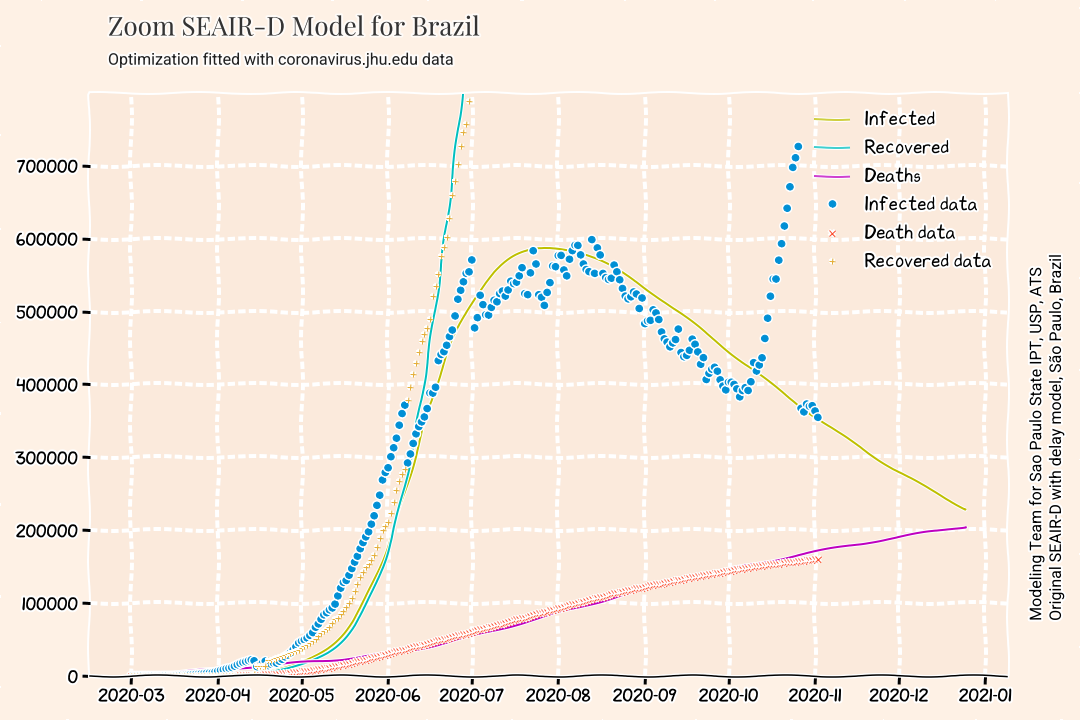 Zoom SEAIR-D Model for Brazil
Optimization fitted with coronavirus.jhu.edu data
Infected
Recovered
Deaths
Infected data
Death data
Recovered data
700000
600000
500000
400000
300000
200000
100000
0
2020-03 2020-04 2020-05 2020-06 2020-07 2020-08 2020-09 2020-10 2020-11 2020-12 2021-01
Modeling Team for Sao Paulo State IPT, USP, ATS
Original SEAIR-D with delay model, São Paulo, Brazil